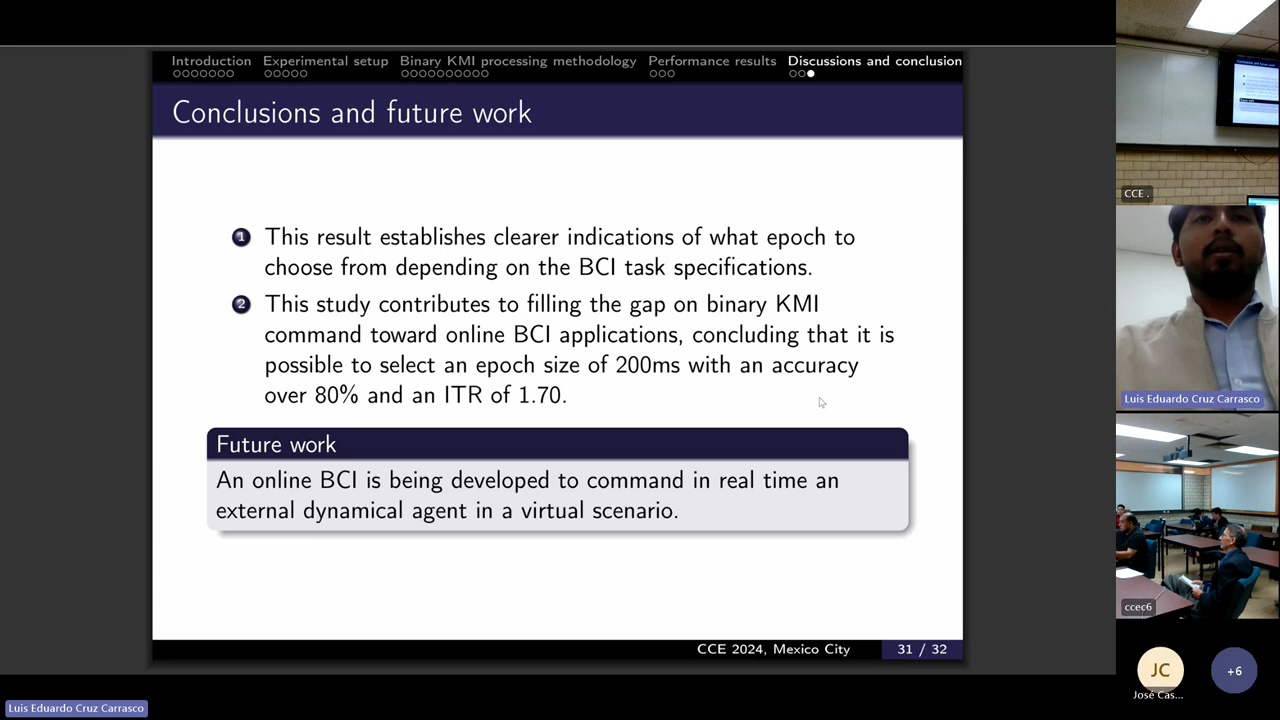 Introduction Experimental setup Binary KMI processing methodology Performance results Discussions and conclusion
Conclusions and future work
1 This result establishes clearer indications of what epoch to
choose from depending on the BCI task specifications.
2 This study contributes to filling the gap on binary KMI
command toward online BCI applications, concluding that it is
possible to select an epoch size of 200ms with an accuracy
over 80% and an ITR of 1.70.
Future work
An online BCI is being developed to command in real time an
external dynamical agent in a virtual scenario.
CCE 2024, Mexico City 31 / 32
Luis Eduardo Cruz Carrasco
CCE .
Luis Eduardo Cruz Carrasco
ccec6
JC
José Cas...
+6